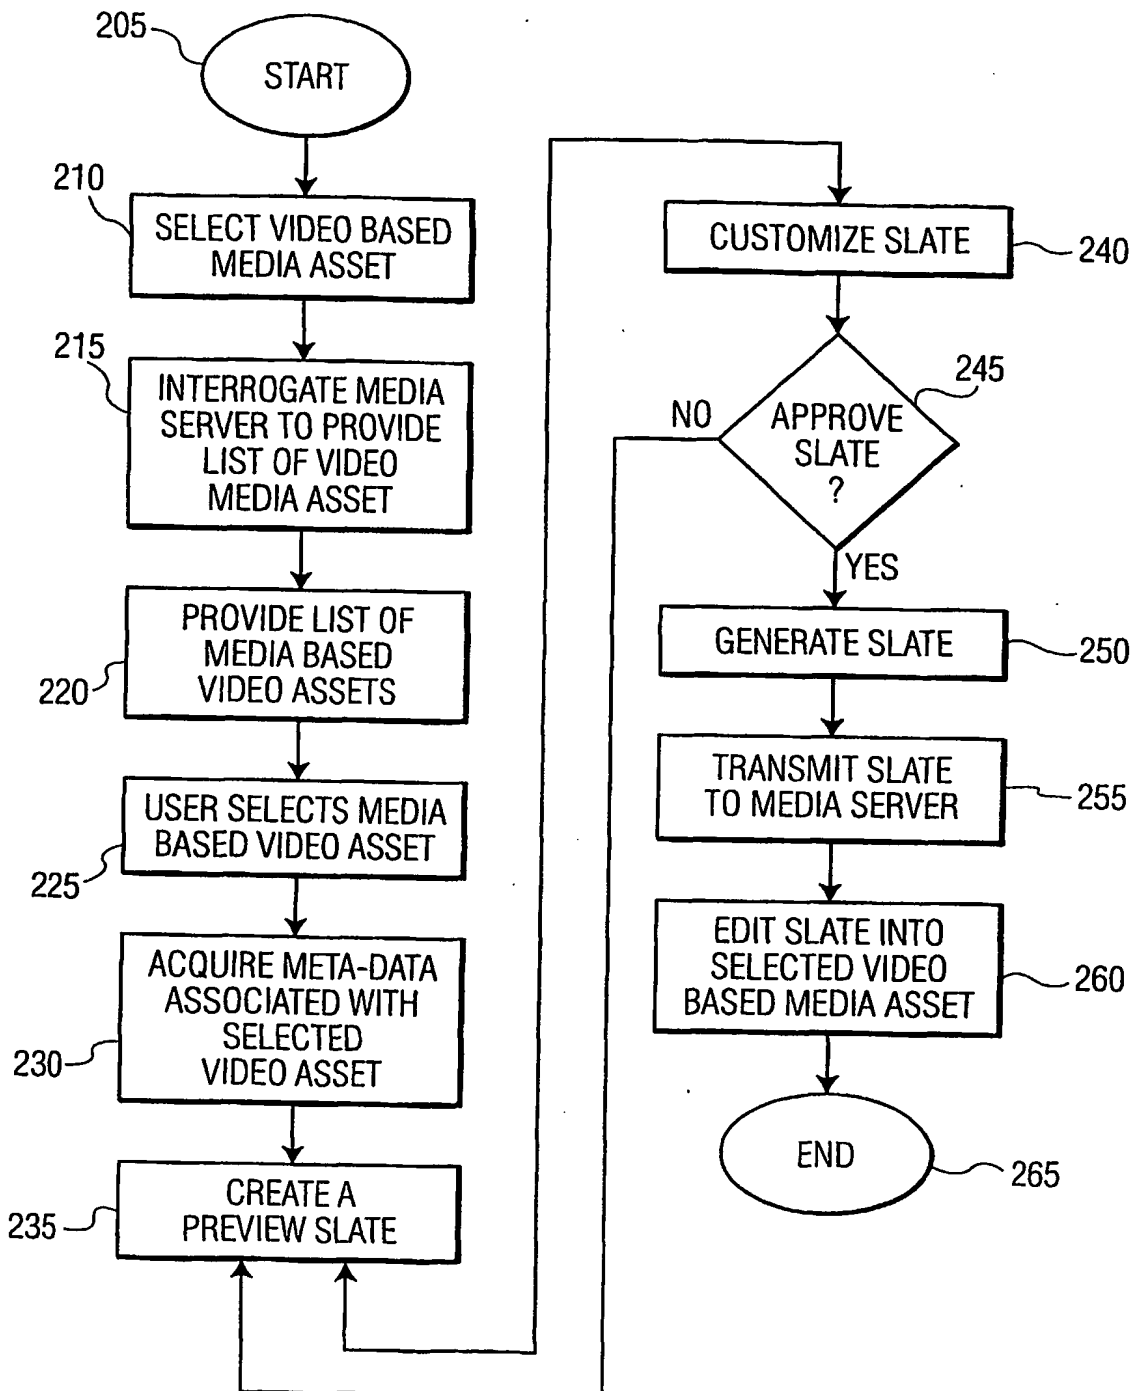 205
START
210
SELECT VIDEO BASED
MEDIA ASSET
215
INTERROGATE MEDIA
SERVER TO PROVIDE
LIST OF VIDEO
MEDIA ASSET
PROVIDE LIST OF
MEDIA BASED
VIDEO ASSETS
220
USER SELECTS MEDIA
BASED VIDEO ASSET
225
ACQUIRE META-DATA
ASSOCIATED WITH
SELECTED
VIDEO ASSET
230
CREATE A
PREVIEW SLATE
235
CUSTOMIZE SLATE
240
245
NO
APPROVE
SLATE
?
YES
GENERATE SLATE
250
TRANSMIT SLATE
TO MEDIA SERVER
255
EDIT SLATE INTO
SELECTED VIDEO
BASED MEDIA ASSET
260
END
265